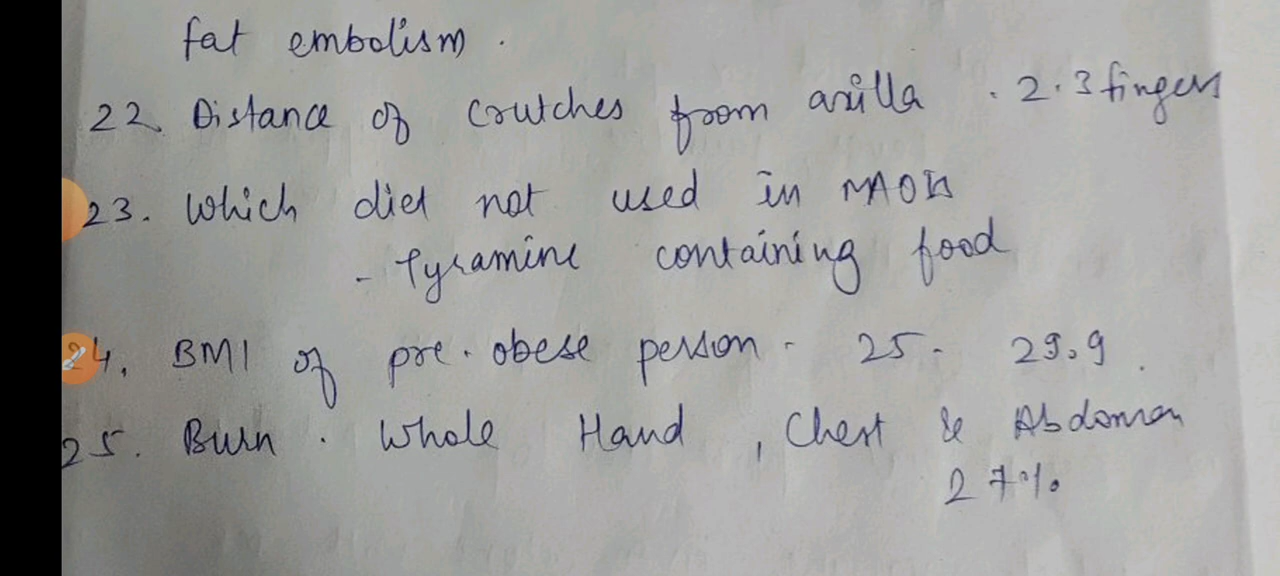 fat embolism.
22. Distance of Crutches from axilla . 2.3 fingers
23. Which diet not used in MAOIs
- Tyramine containing food
24. BMI of pre-obese person - 25 - 29.9.
25. Burn . Whole Hand , Chest & Abdomen
27%